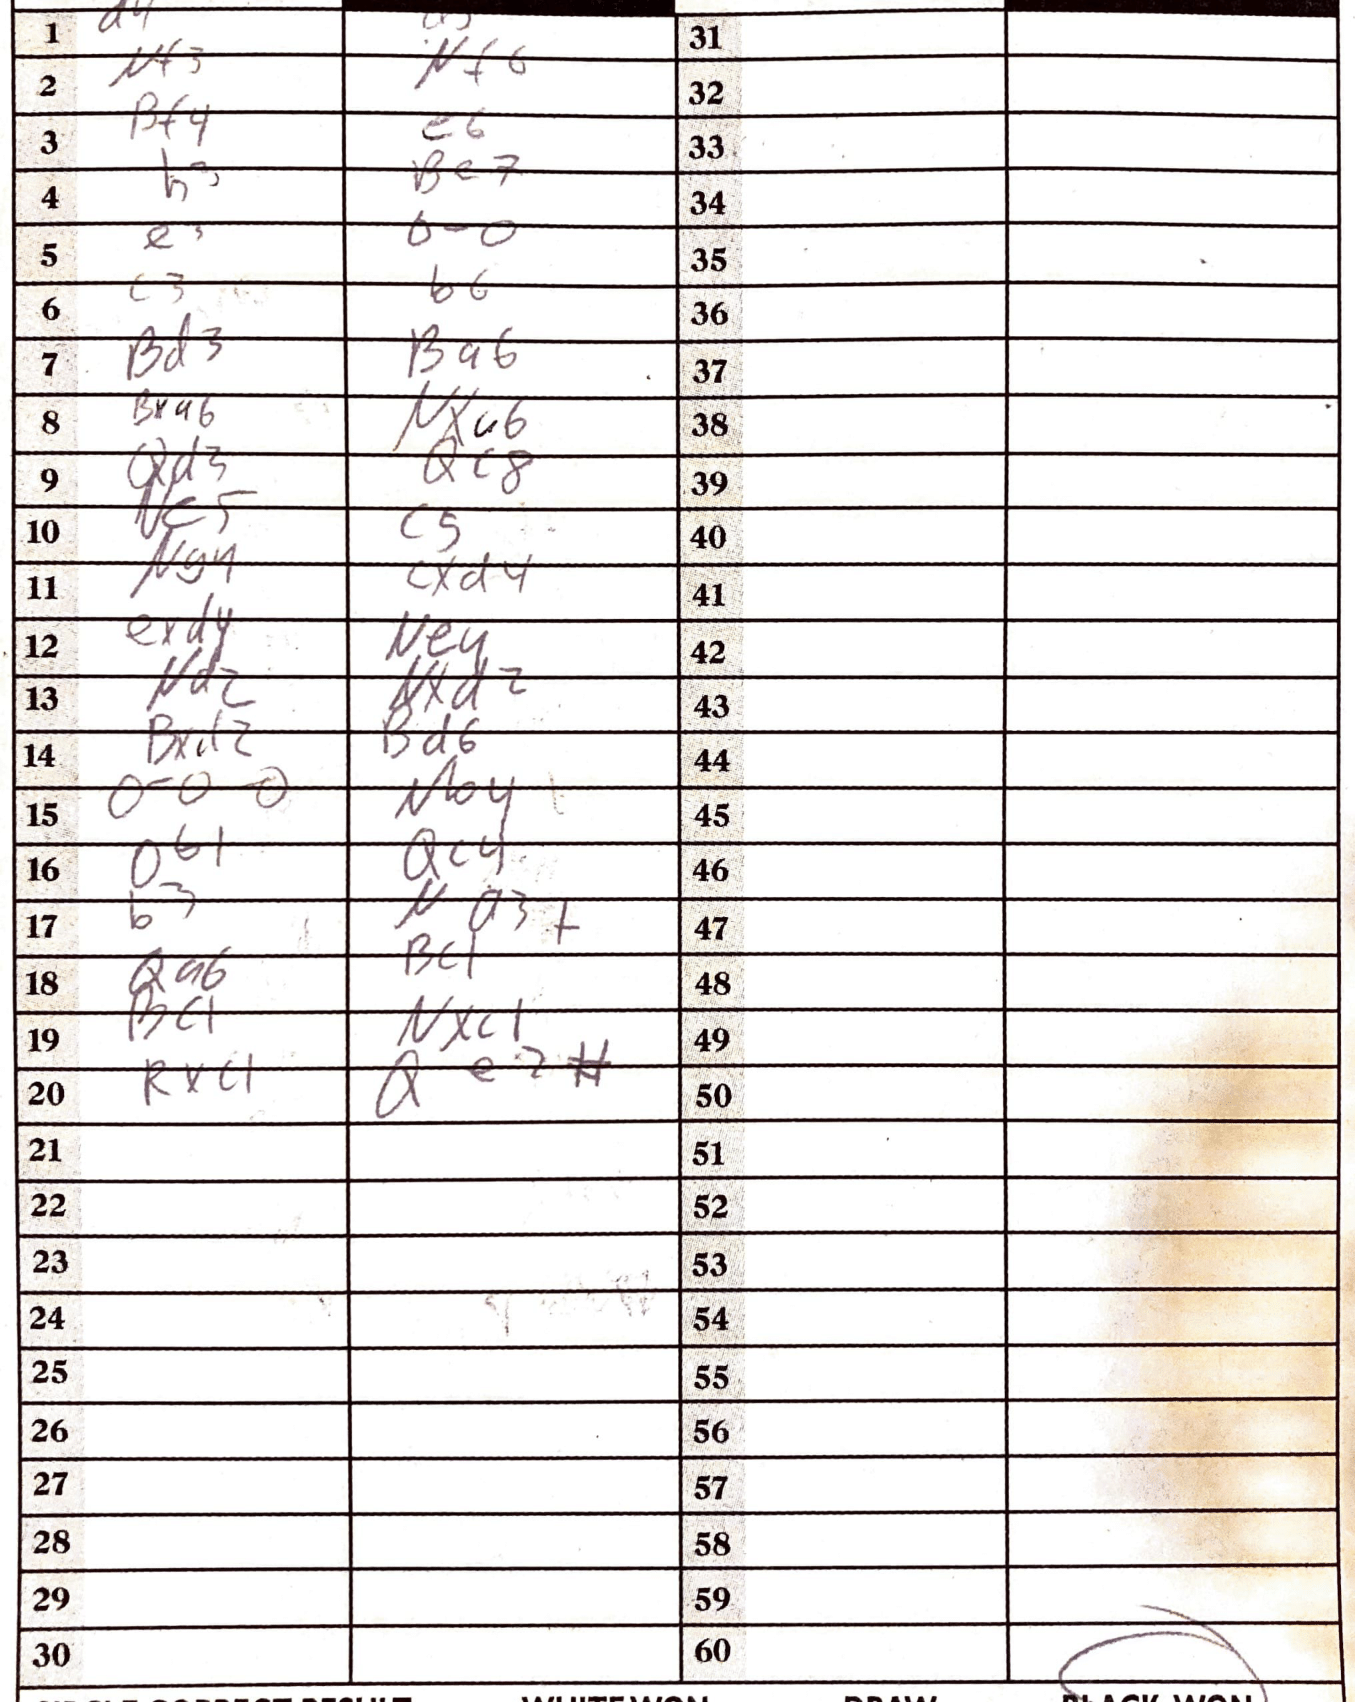 1 d4 d5 31
2 Nf3 Nf6 32
3 Bf4 e6 33
4 h3 Be7 34
5 e3 0-0 35
6 c3 b6 36
7 Bd3 Ba6 37
8 Bxa6 NXa6 38
9 Qd3 Qc8 39
10 Ne5 c5 40
11 Ng4 cxd4 41
12 exd4 Ne4 42
13 Nd2 Nxd2 43
14 Bxd2 Bd6 44
15 0-0-0 Nb4 45
16 Qb1 Qc4 46
17 b3 N a3+ 47
18 Qa6 Bc1 48
19 Bc1 Nxc1 49
20 Rxc1 Q e2# 50
21 51
22 52
23 53
24 54
25 55
26 56
27 57
28 58
29 59
30 60
CIRCLE CORRECT RESULT WHITE WON DRAW BLACK WON